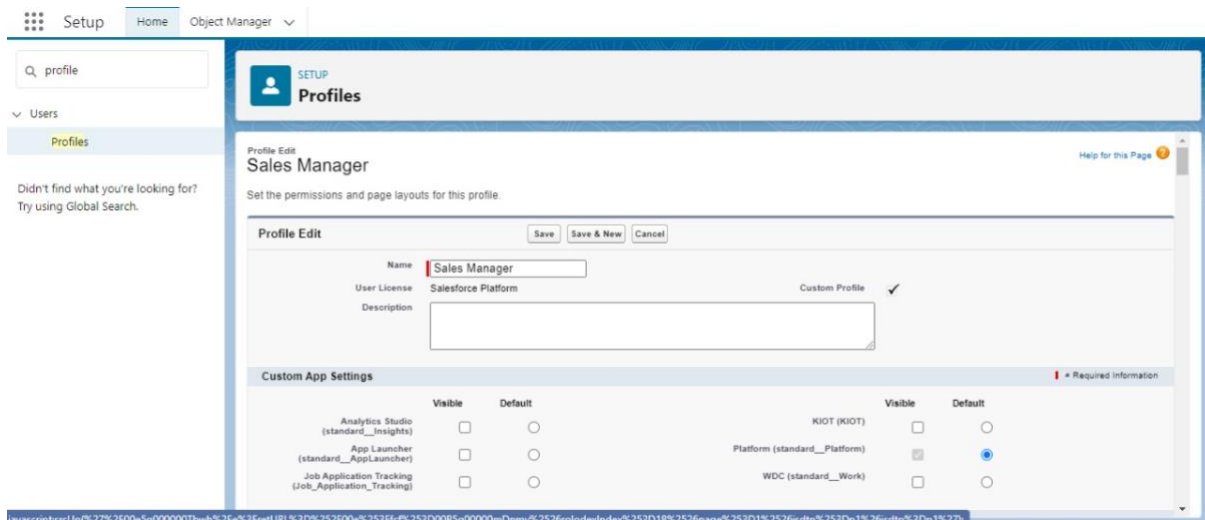 Setup
Home
Object Manager
profile
Users
Profiles
Didn't find what you're looking for?
Try using Global Search.
SETUP
Profiles
Profile Edit
Sales Manager
Help for this Page
Set the permissions and page layouts for this profile.
Profile Edit
Save
Save & New
Cancel
Name
Sales Manager
User License
Salesforce Platform
Custom Profile
Description
Custom App Settings
= Required Information
Visible
Default
Visible
Default
Analytics Studio
(standard__Insights)
KIOT (KIOT)
App Launcher
(standard__AppLauncher)
Platform (standard__Platform)
Job Application Tracking
(Job_Application_Tracking)
WDC (standard__Work)